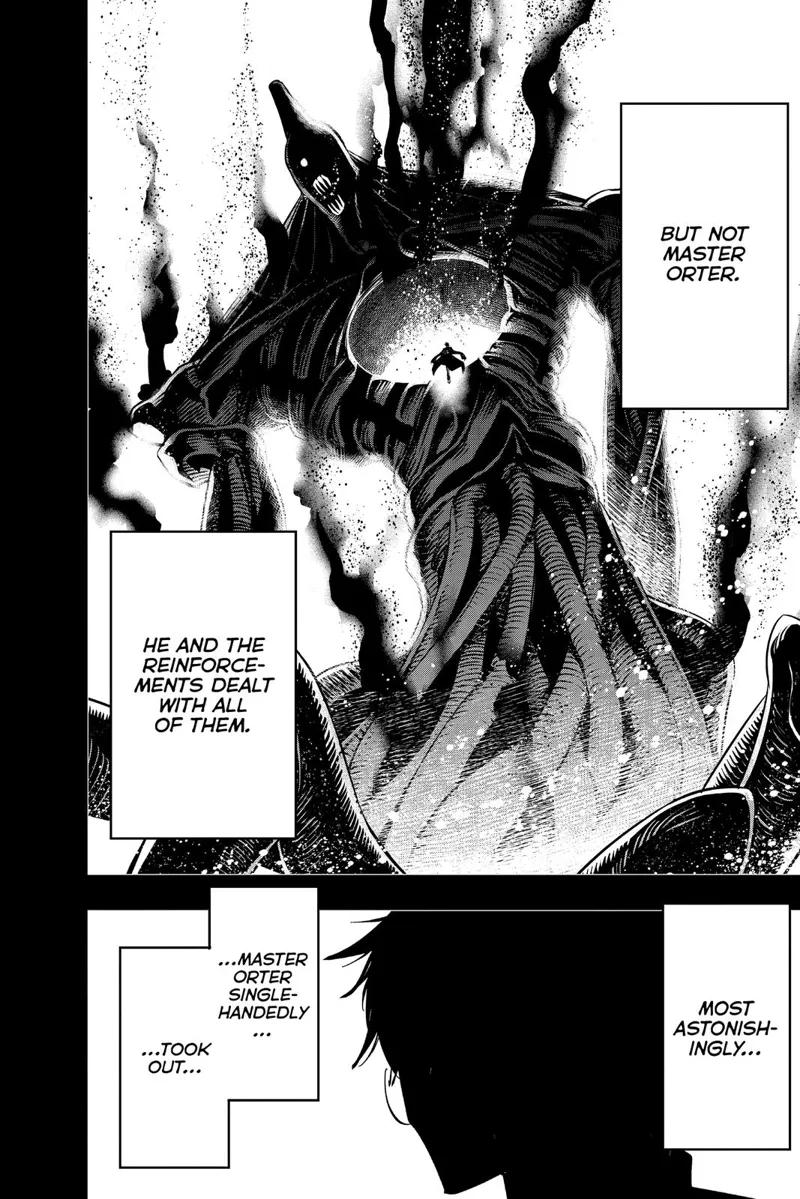 BUT NOT
MASTER
ORTER.
HE AND THE
REINFORCE-
MENTS DEALT
WITH ALL
OF THEM.
MOST
ASTONISH-
INGLY...
...MASTER
ORTER
SINGLE-
HANDEDLY
...
...TOOK
OUT...